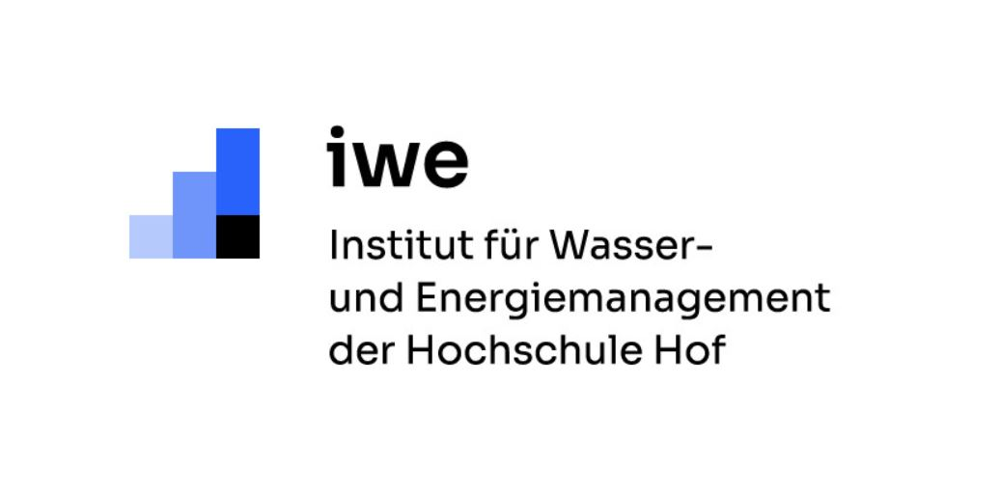 iwe
Institut für Wasser-
und Energiemanagement
der Hochschule Hof